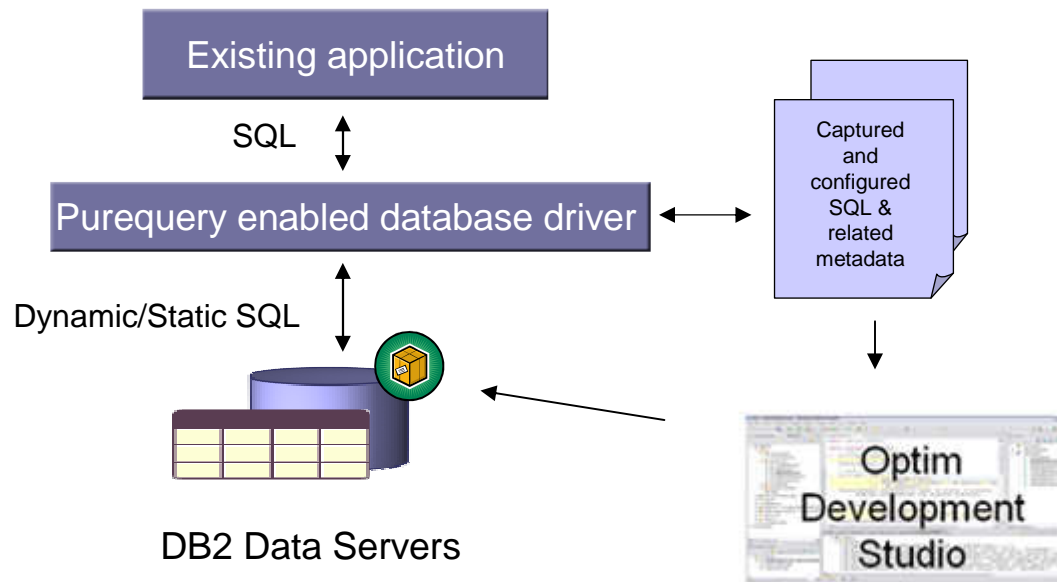 Existing application
SQL
Purequery enabled database driver
Captured
and
configured
SQL &
related
metadata
Dynamic/Static SQL
DB2 Data Servers
Optim
Development
Studio